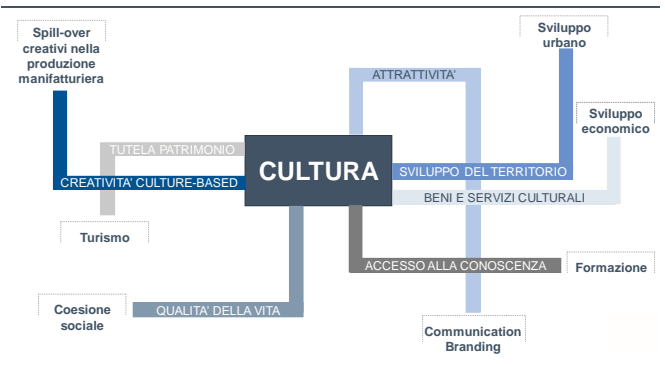 Spill-over
creativi nella
produzione
manifatturiera
Sviluppo
urbano
ATTRATTIVITA'
Sviluppo
economico
TUTELA PATRIMONIO
CULTURA
SVILUPPO DEL TERRITORIO
CREATIVITA' CULTURE-BASED
BENI E SERVIZI CULTURALI
Turismo
ACCESSO ALLA CONOSCENZA
Formazione
Coesione
sociale
QUALITA' DELLA VITA
Communication
Branding